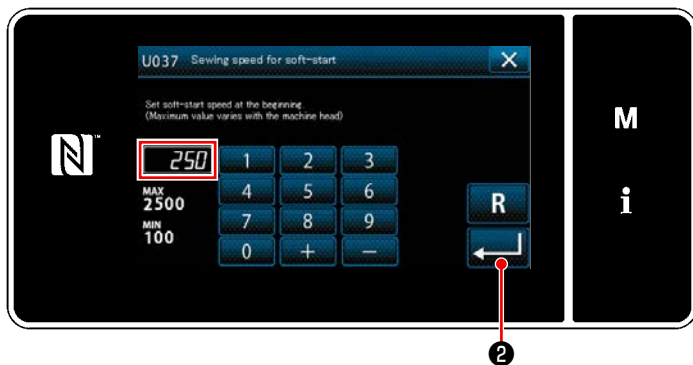 U037 Sewing speed for soft-start
Set soft-start speed at the beginning.
(Maximum value varies with the machine head)
250
1 2 3
MAX
2500
4 5 6
MIN
100
7 8 9
0 + −
R
M
i
N
❷